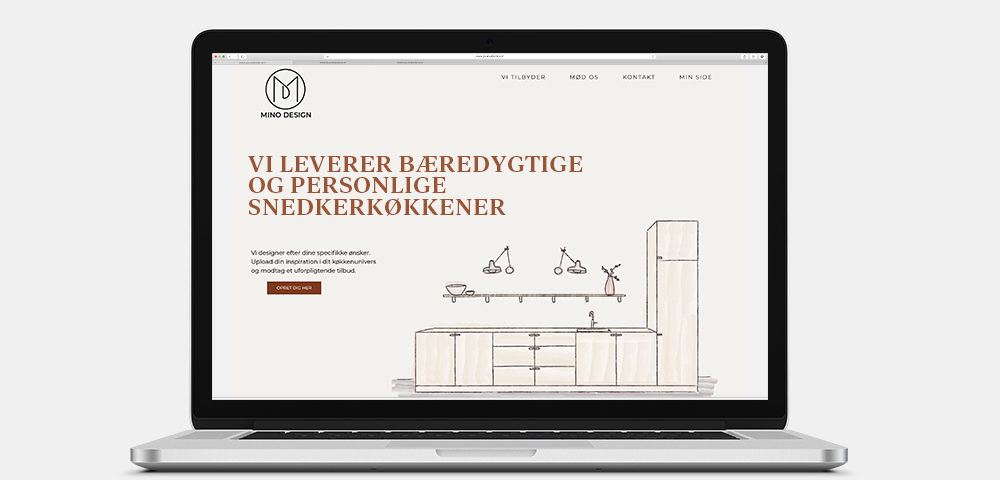 VI TILBYDER MØD OS KONTAKT MIN SIDE
MINO DESIGN
VI LEVERER BÆREDYGTIGE
OG PERSONLIGE
SNEDKERKØKKENER
Vi designer efter dine specifikke ønsker.
Upload din inspiration i dit køkkenunivers
og modtag et uforpligtende tilbud.
OPRET DIG HER